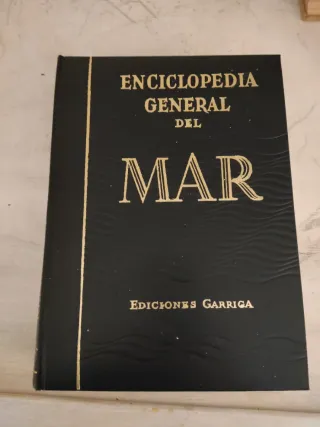 ENCICLOPEDIA
GENERAL
DEL
MAR
EDICIONES GARRIGA